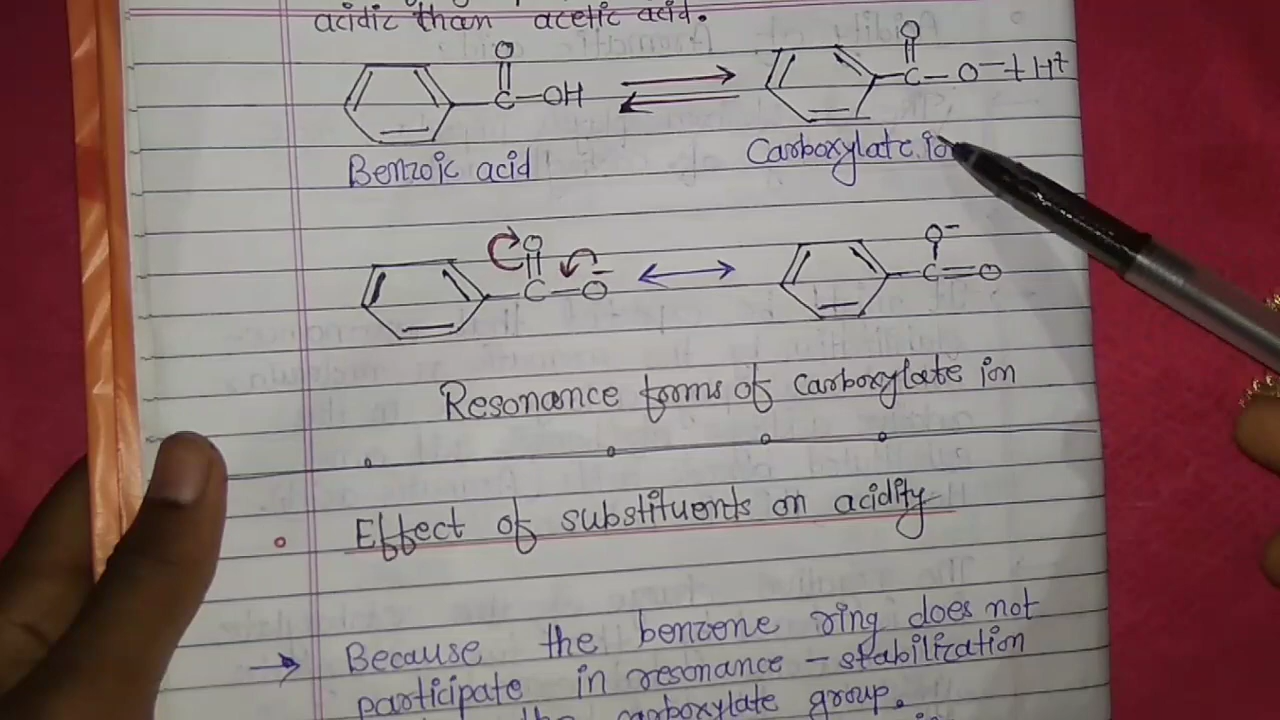 acidic than acetic acid.
O
O
C-OH
C-O⁻ + H⁺
Benzoic acid
Carboxylate ion
O
O⁻
C-O⁻
C=O
Resonance forms of carboxylate ion
Effect of substituents on acidity
→ Because the benzene ring does not
participate in resonance - stabilization
the carboxylate group.